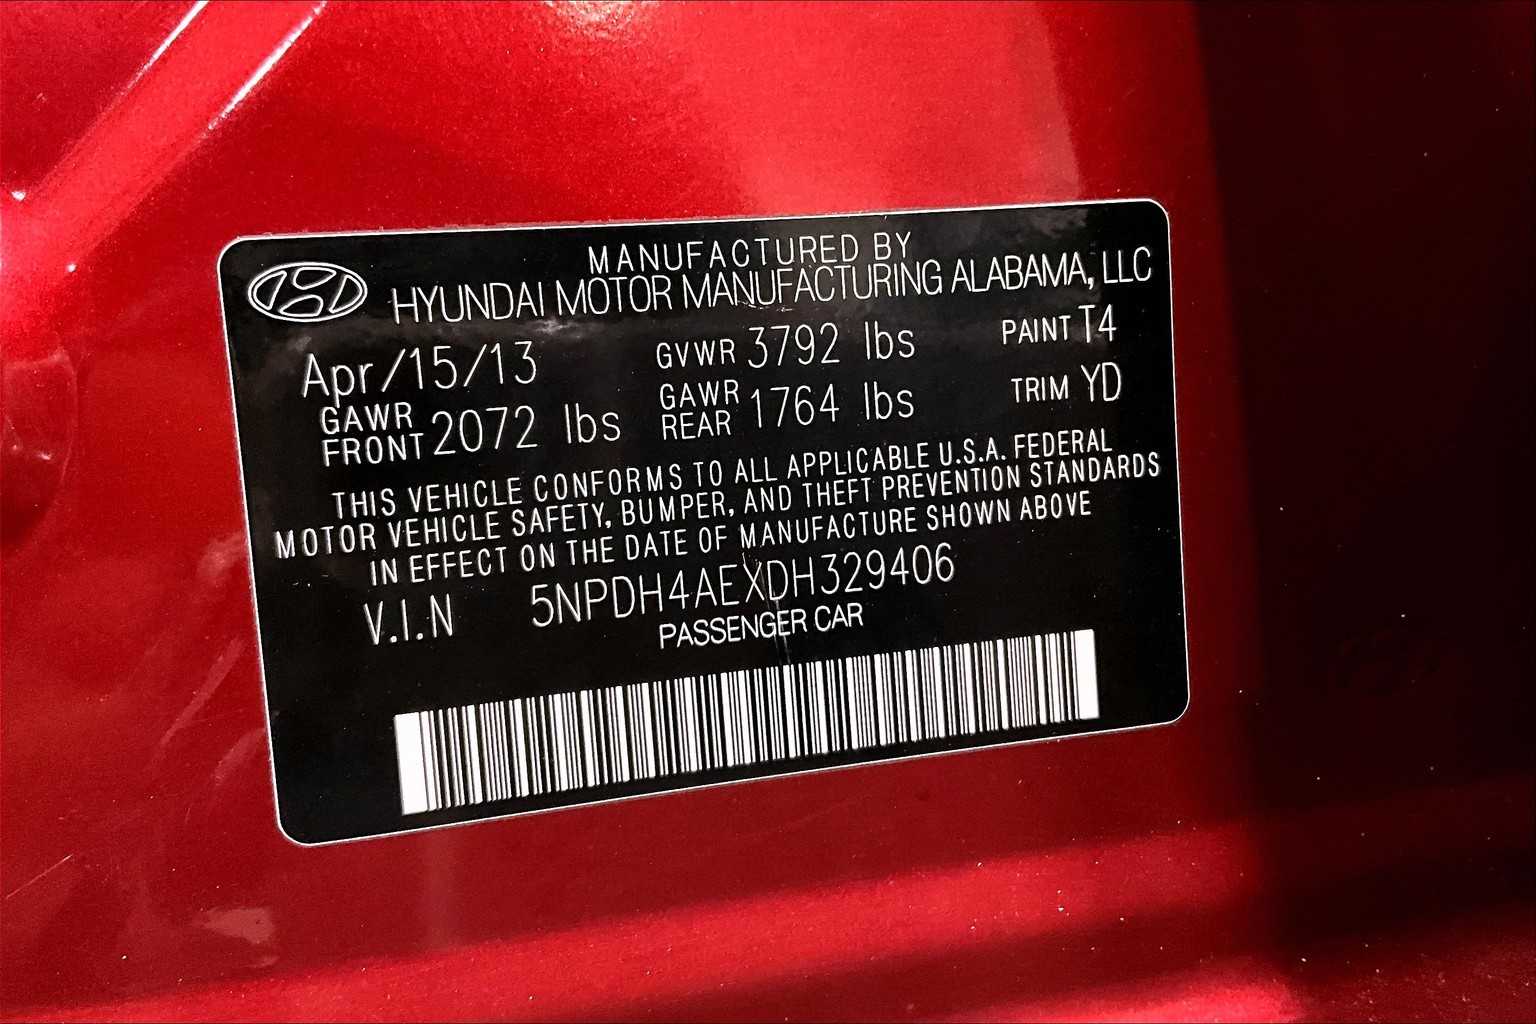 MANUFACTURED BY
HYUNDAI MOTOR MANUFACTURING ALABAMA, LLC
Apr/15/13 GVWR 3792 lbs PAINT T4
GAWR FRONT 2072 lbs GAWR REAR 1764 lbs TRIM YD
THIS VEHICLE CONFORMS TO ALL APPLICABLE U.S.A. FEDERAL
MOTOR VEHICLE SAFETY, BUMPER, AND THEFT PREVENTION STANDARDS
IN EFFECT ON THE DATE OF MANUFACTURE SHOWN ABOVE
V.I.N 5NPDH4AEXDH329406
PASSENGER CAR